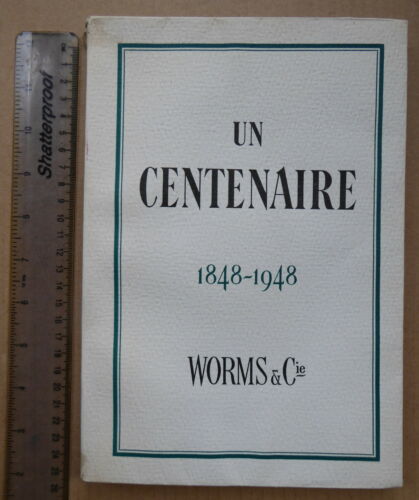 UN
CENTENAIRE
1848-1948
WORMS & Cie
Shatterproof